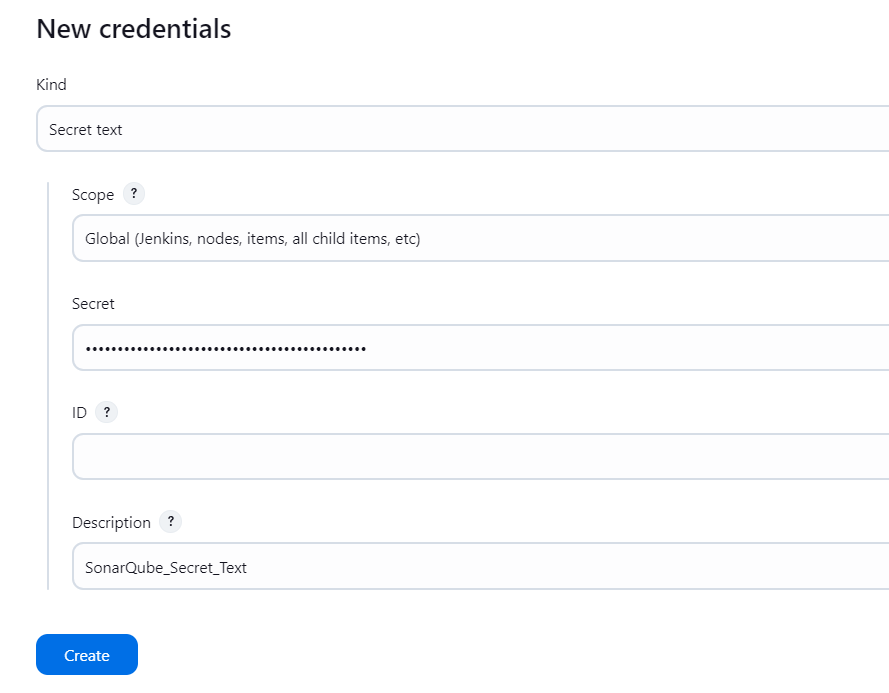 New credentials
Kind
Secret text
Scope ?
Global (Jenkins, nodes, items, all child items, etc)
Secret
••••••••••••••••••••••••••••••••••••••••••••
ID ?
Description ?
SonarQube_Secret_Text
Create